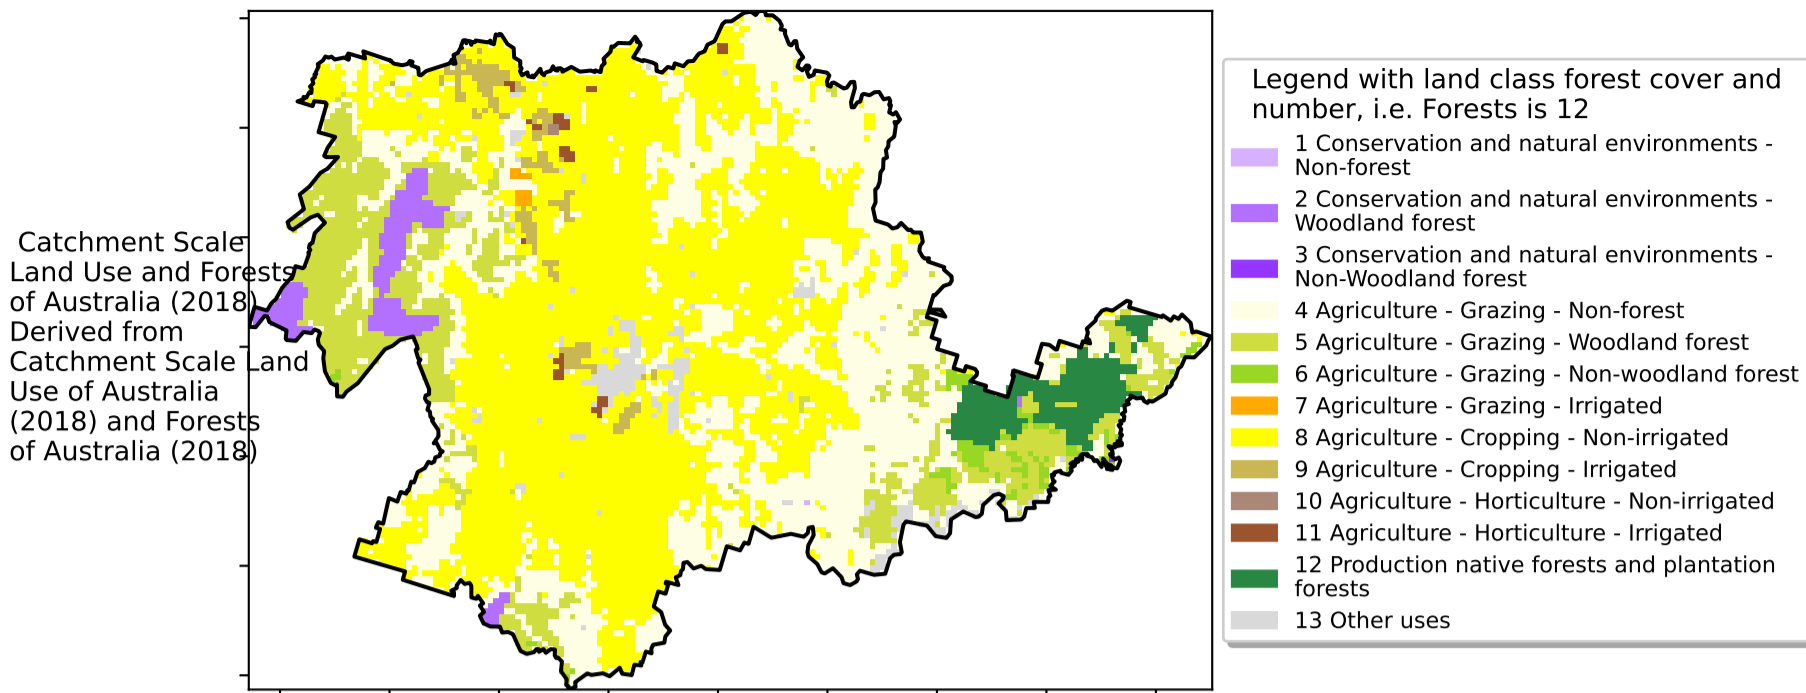 Catchment Scale
Land Use and Forests
of Australia (2018)
Derived from
Catchment Scale Land
Use of Australia
(2018) and Forests
of Australia (2018)
Legend with land class forest cover and
number, i.e. Forests is 12
1 Conservation and natural environments -
Non-forest
2 Conservation and natural environments -
Woodland forest
3 Conservation and natural environments -
Non-Woodland forest
4 Agriculture - Grazing - Non-forest
5 Agriculture - Grazing - Woodland forest
6 Agriculture - Grazing - Non-woodland forest
7 Agriculture - Grazing - Irrigated
8 Agriculture - Cropping - Non-irrigated
9 Agriculture - Cropping - Irrigated
10 Agriculture - Horticulture - Non-irrigated
11 Agriculture - Horticulture - Irrigated
12 Production native forests and plantation
forests
13 Other uses